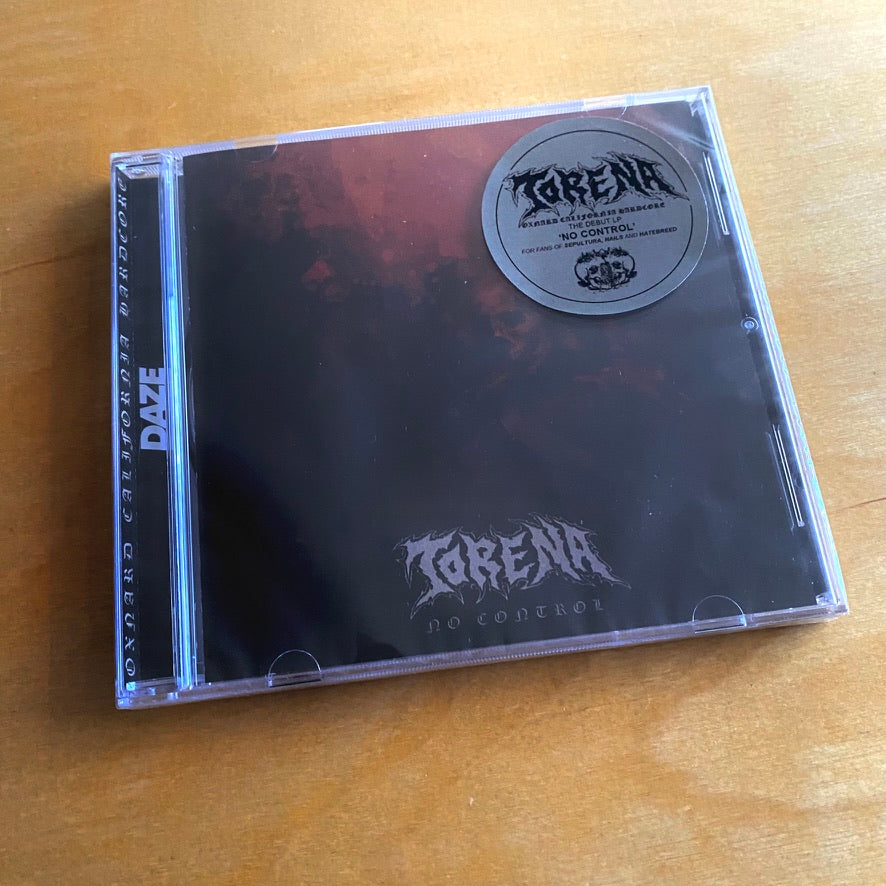 TORENA
OXNARD CALIFORNIA HARDCORE
THE DEBUT LP
'NO CONTROL'
FOR FANS OF SEPULTURA, NAILS AND HATEBREED
OXNARD CALIFORNIA HARDCORE
DAZE
TORENA
NO CONTROL